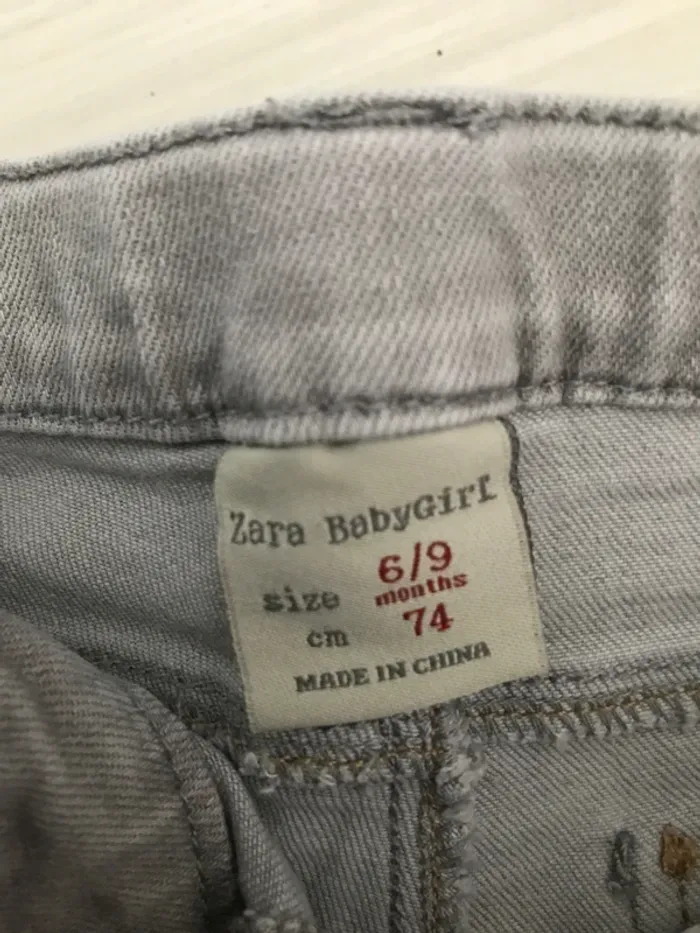 Zara BabyGirl
size 6/9
months
cm 74
MADE IN CHINA